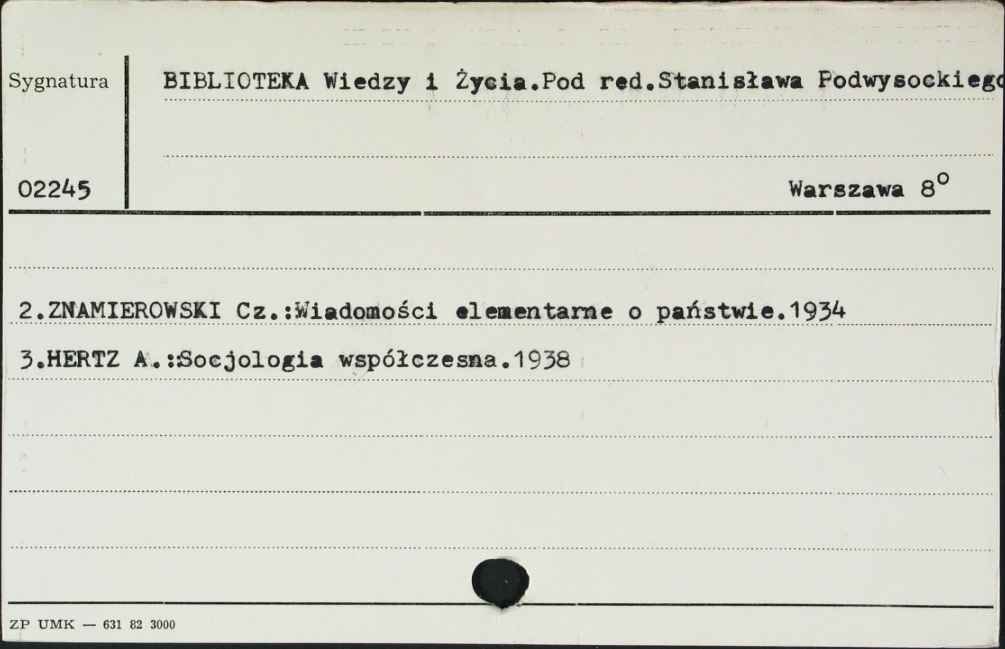 Sygnatura
BIBLIOTEKA Wiedzy i Życia.Pod red.Stanisława Podwysockiego
02245
Warszawa 8°
2.ZNAMIEROWSKI Cz.:Wiadomości elementarne o państwie.1934
3.HERTZ A.:Socjologia współczesna.1938
ZP UMK — 631 82 3000